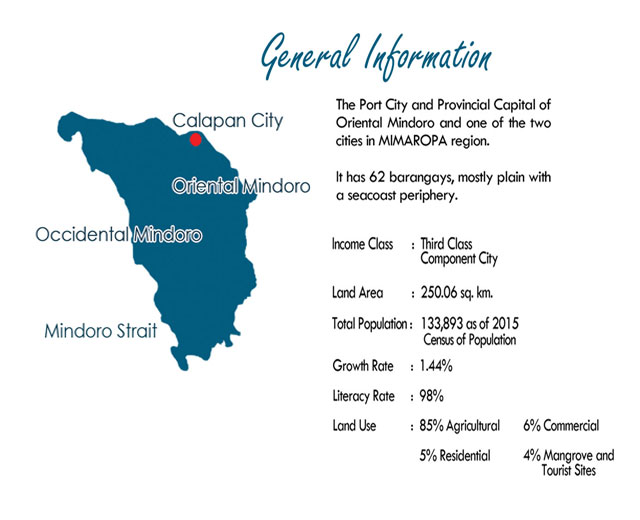 General Information
Calapan City
Oriental Mindoro
Occidental Mindoro
Mindoro Strait
The Port City and Provincial Capital of
Oriental Mindoro and one of the two
cities in MIMAROPA region.
It has 62 barangays, mostly plain with
a seacoast periphery.
Income Class : Third Class
Component City
Land Area : 250.06 sq. km.
Total Population : 133,893 as of 2015
Census of Population
Growth Rate : 1.44%
Literacy Rate : 98%
Land Use : 85% Agricultural 6% Commercial
5% Residential 4% Mangrove and
Tourist Sites